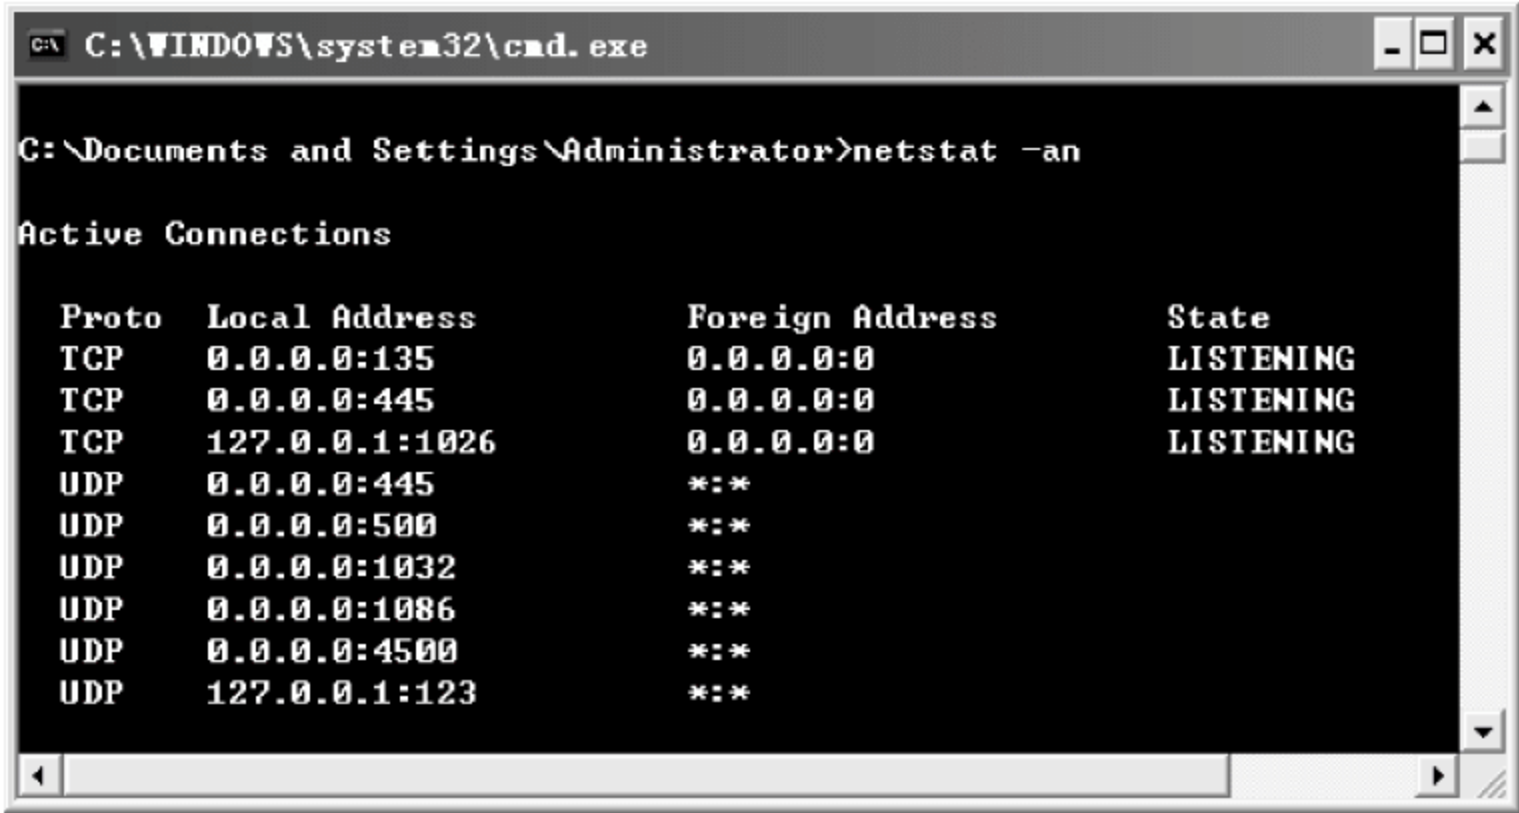 C:\WINDOWS\system32\cmd.exe
C:\Documents and Settings\Administrator>netstat -an
Active Connections
Proto  Local Address          Foreign Address        State
TCP    0.0.0.0:135            0.0.0.0:0              LISTENING
TCP    0.0.0.0:445            0.0.0.0:0              LISTENING
TCP    127.0.0.1:1026         0.0.0.0:0              LISTENING
UDP    0.0.0.0:445            *:*
UDP    0.0.0.0:500            *:*
UDP    0.0.0.0:1032           *:*
UDP    0.0.0.0:1086           *:*
UDP    0.0.0.0:4500           *:*
UDP    127.0.0.1:123          *:*